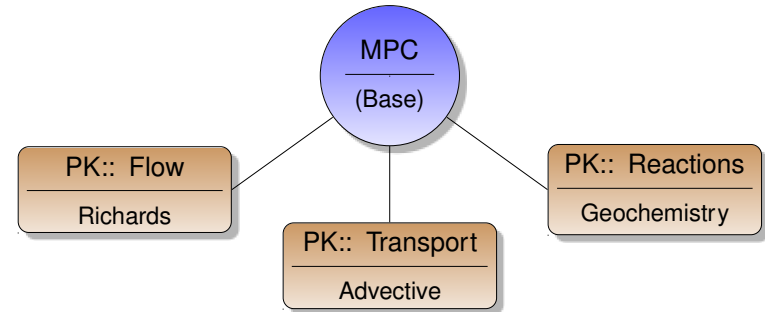 MPC
(Base)
PK:: Flow
Richards
PK:: Transport
Advective
PK:: Reactions
Geochemistry